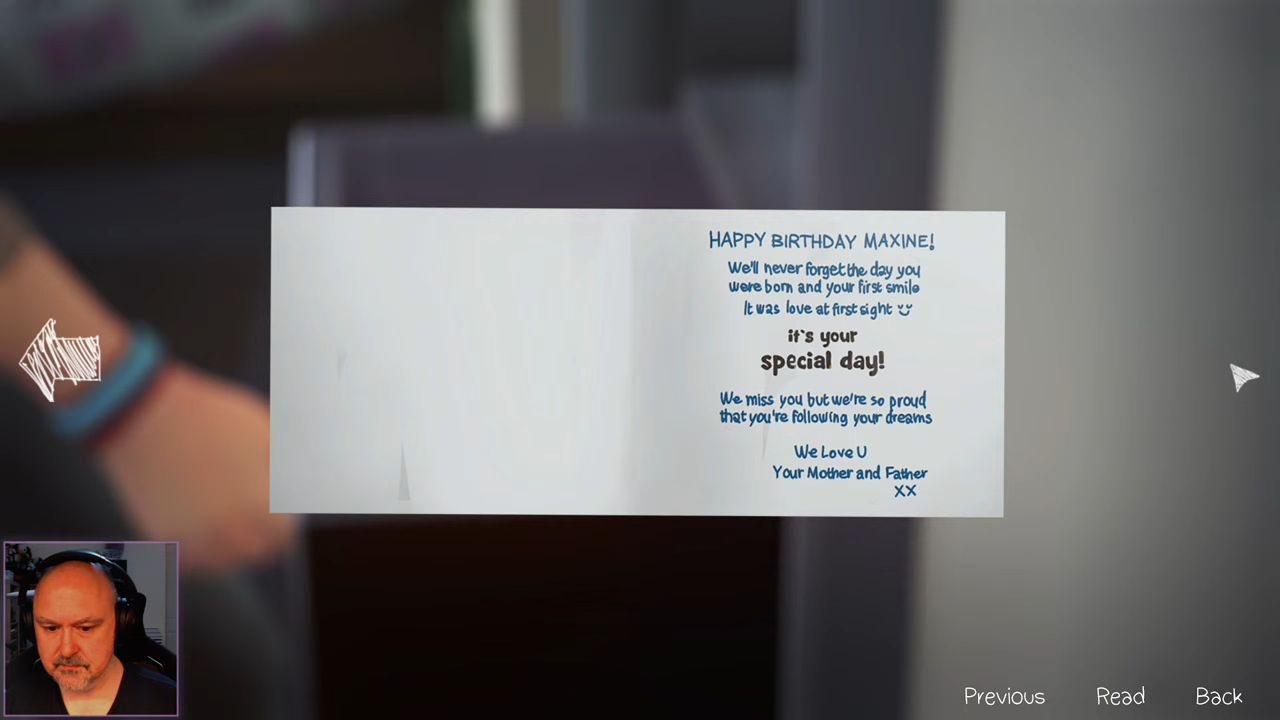 HAPPY BIRTHDAY MAXINE!
We'll never forget the day you
were born and your first smile
It was love at first sight
it's your
special day!
We miss you but we're so proud
that you're following your dreams
We Love U
Your Mother and Father
XX
Previous
Read
Back